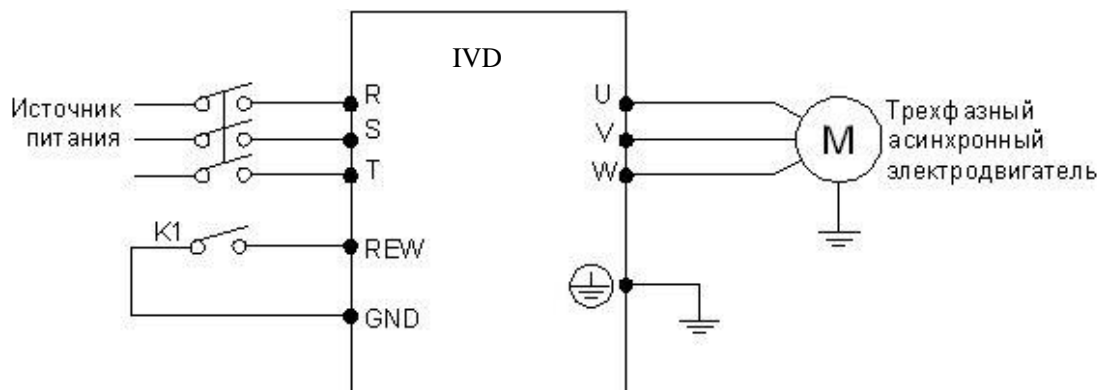 IVD
Источник
питания
R
S
T
K1
REW
GND
U
V
W
M
Трехфазный
асинхронный
электродвигатель